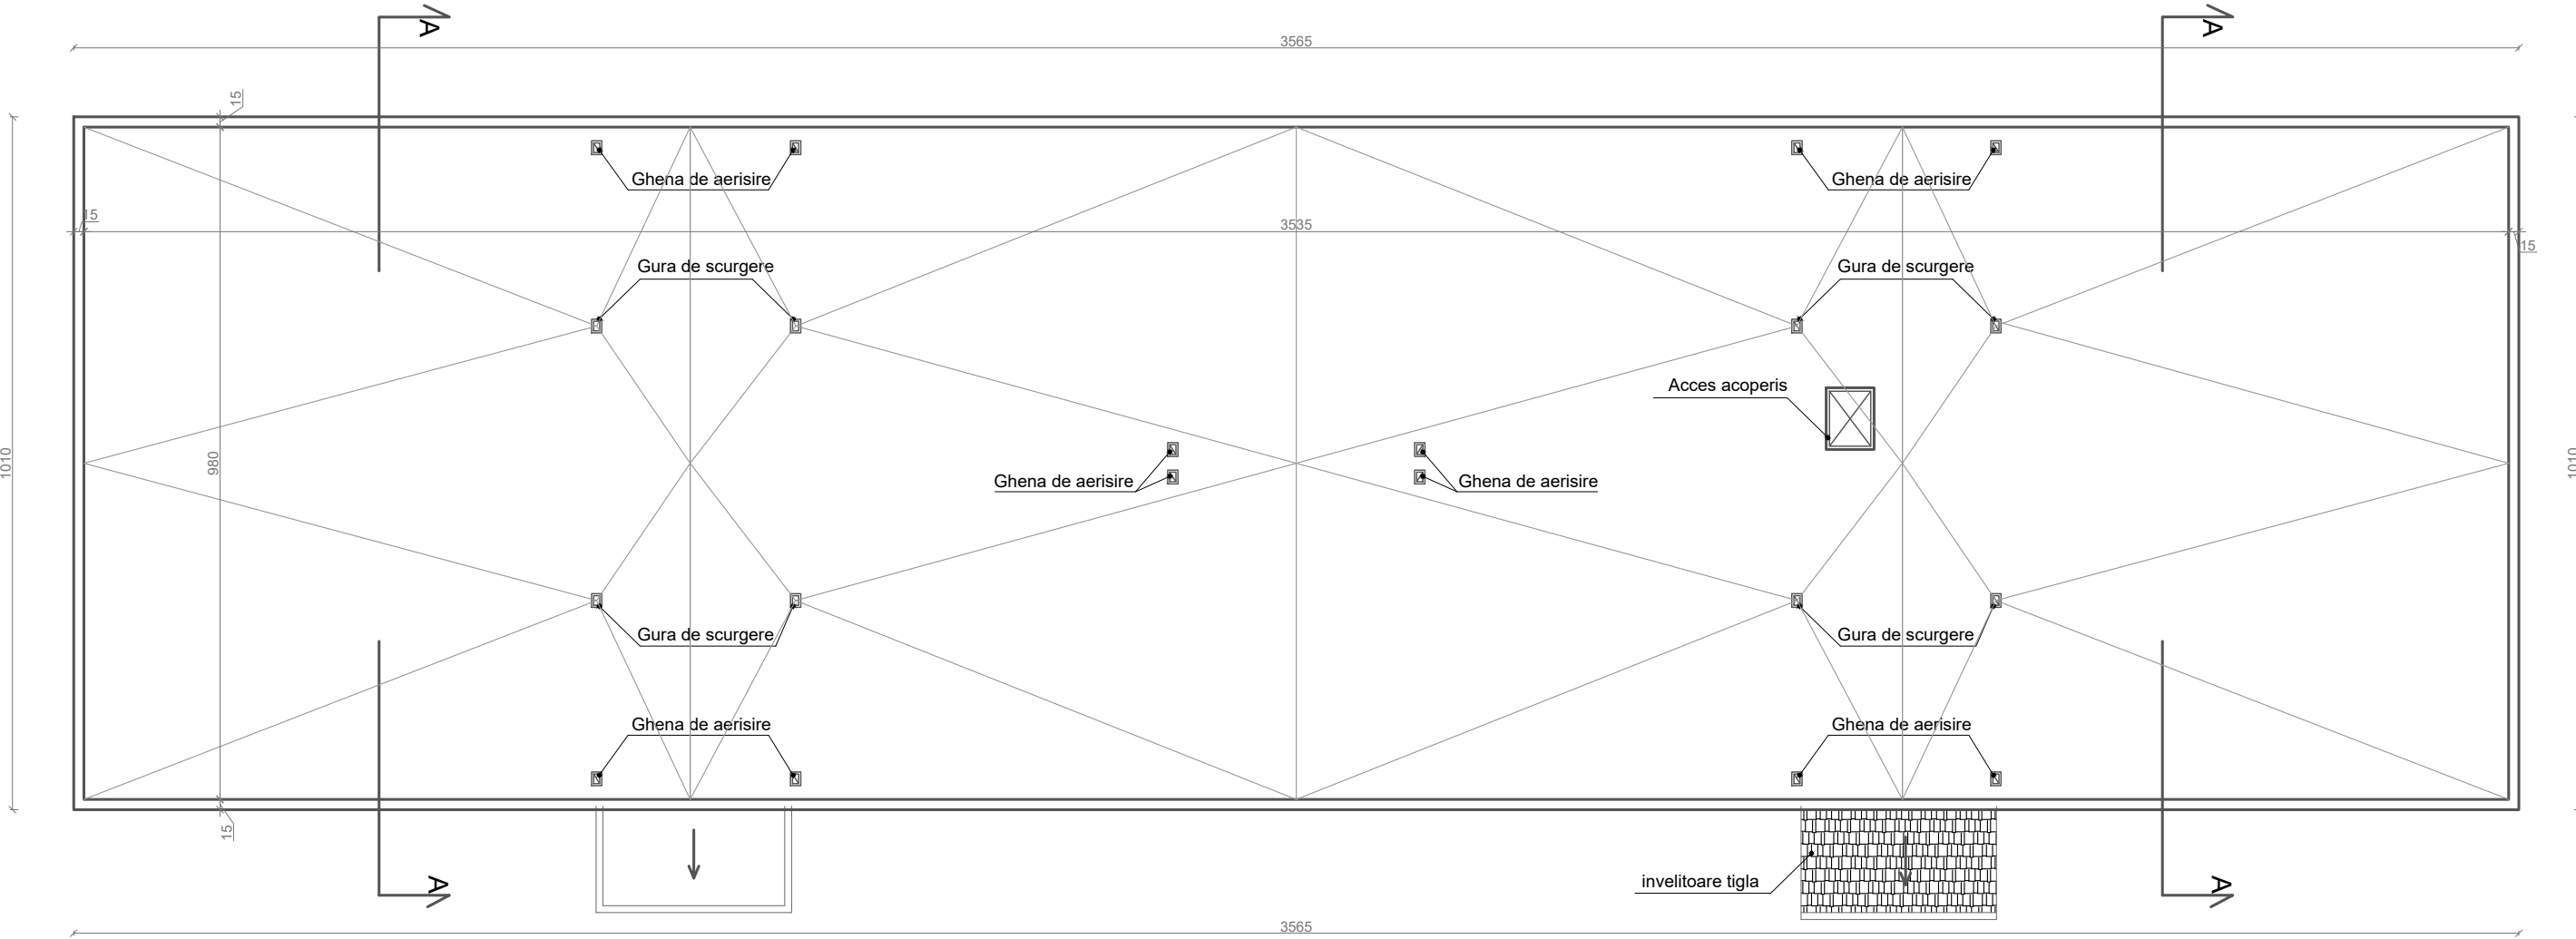 A
A
3565
15
Ghena de aerisire
Ghena de aerisire
15
3535
15
Gura de scurgere
Gura de scurgere
Acces acoperis
1010
980
1010
Ghena de aerisire
Ghena de aerisire
Gura de scurgere
Gura de scurgere
Ghena de aerisire
Ghena de aerisire
15
A
A
invelitoare tigla
3565